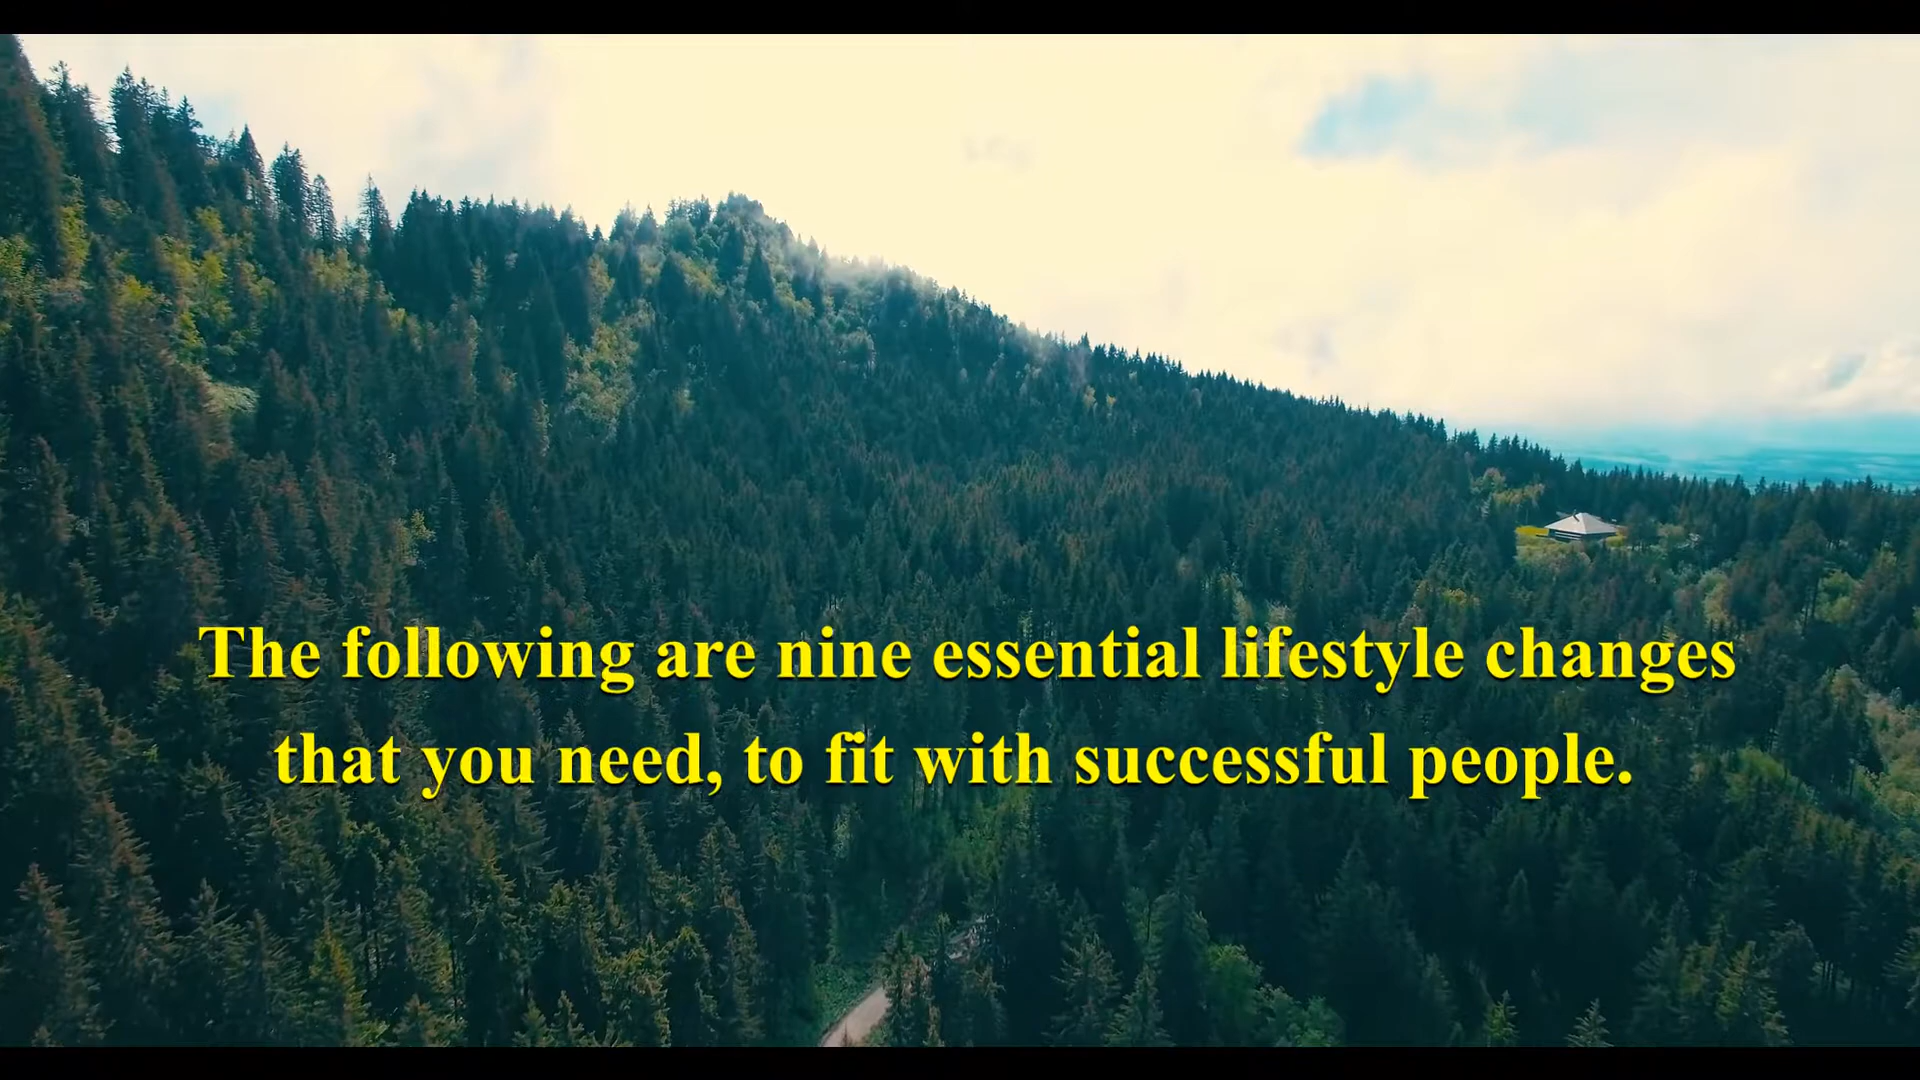 The following are nine essential lifestyle changes
that you need, to fit with successful people.